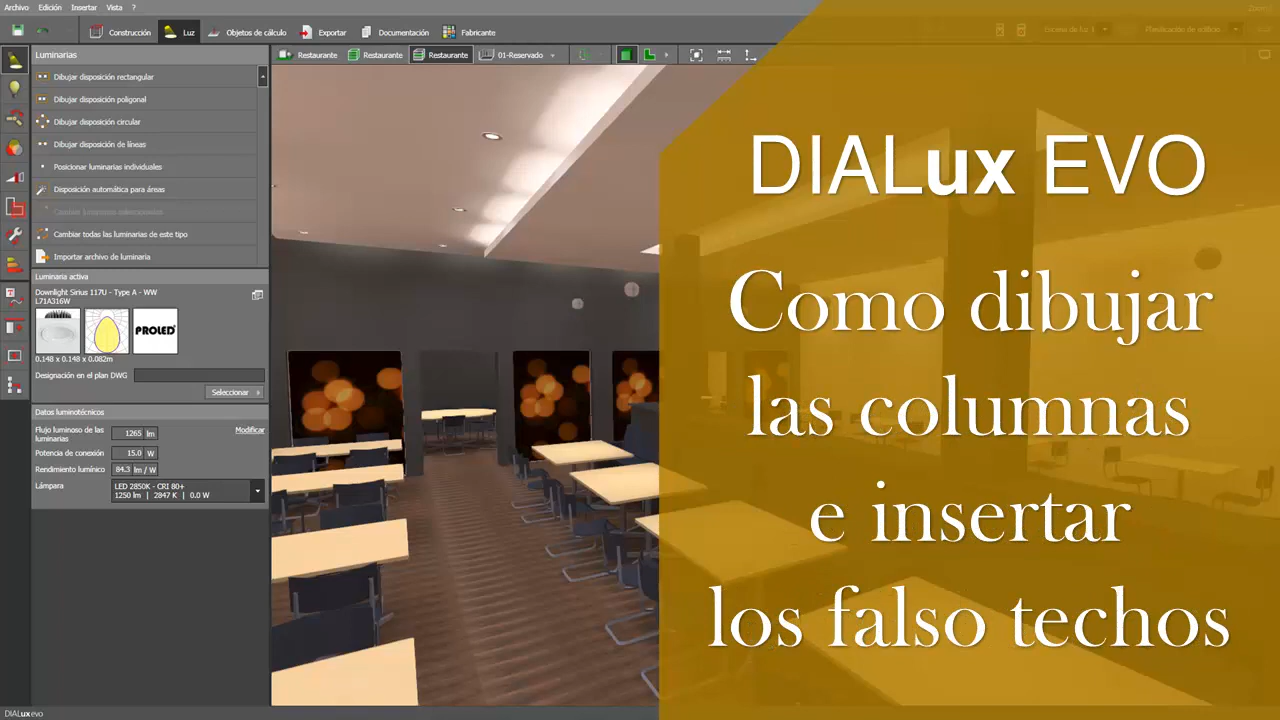 Archivo Edición Insertar Vista ?
Construcción Luz Objetos de cálculo Exportar Documentación Fabricante
Escena de luz 1
Luminarias
Restaurante Restaurante Restaurante 01-Reservado
Dibujar disposición rectangular
Dibujar disposición poligonal
Dibujar disposición circular
Dibujar disposición de líneas
Posicionar luminarias individuales
Disposición automática para áreas
Cambiar todas las luminarias de este tipo
Importar archivo de luminaria
Luminaria activa
Downlight Sirius 117U - Type A - WW
L71A316W
PROLED
0.148 x 0.148 x 0.082m
Designación en el plan DWG
Seleccionar
Datos luminotécnicos
Flujo luminoso de las luminarias 1265 lm Modificar
Potencia de conexión 15.0 W
Rendimiento lumínico 84.3 lm / W
Lámpara LED 2850K - CRI 80+
1250 lm | 2847 K | 0.0 W
DIALux evo
DIALux EVO
Como dibujar
las columnas
e insertar
los falso techos